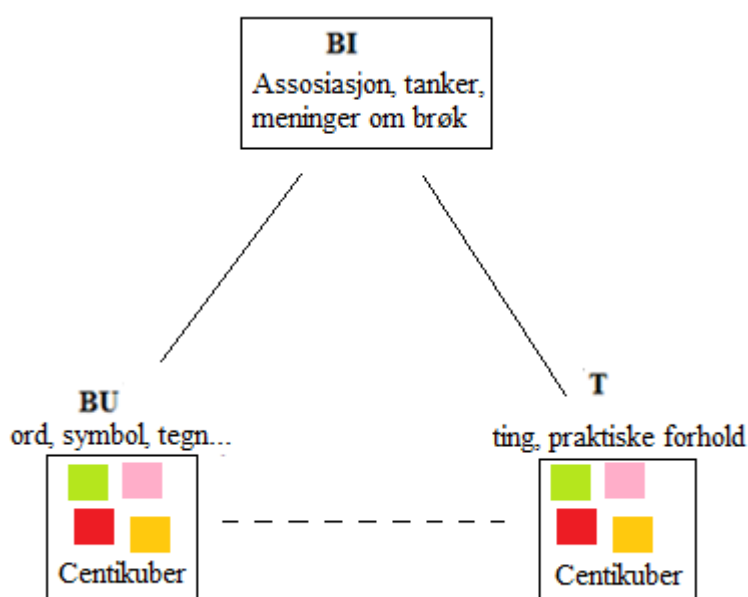 BI
Assosiasjon, tanker,
meninger om brøk
BU
ord, symbol, tegn...
Centikuber
T
ting, praktiske forhold
Centikuber